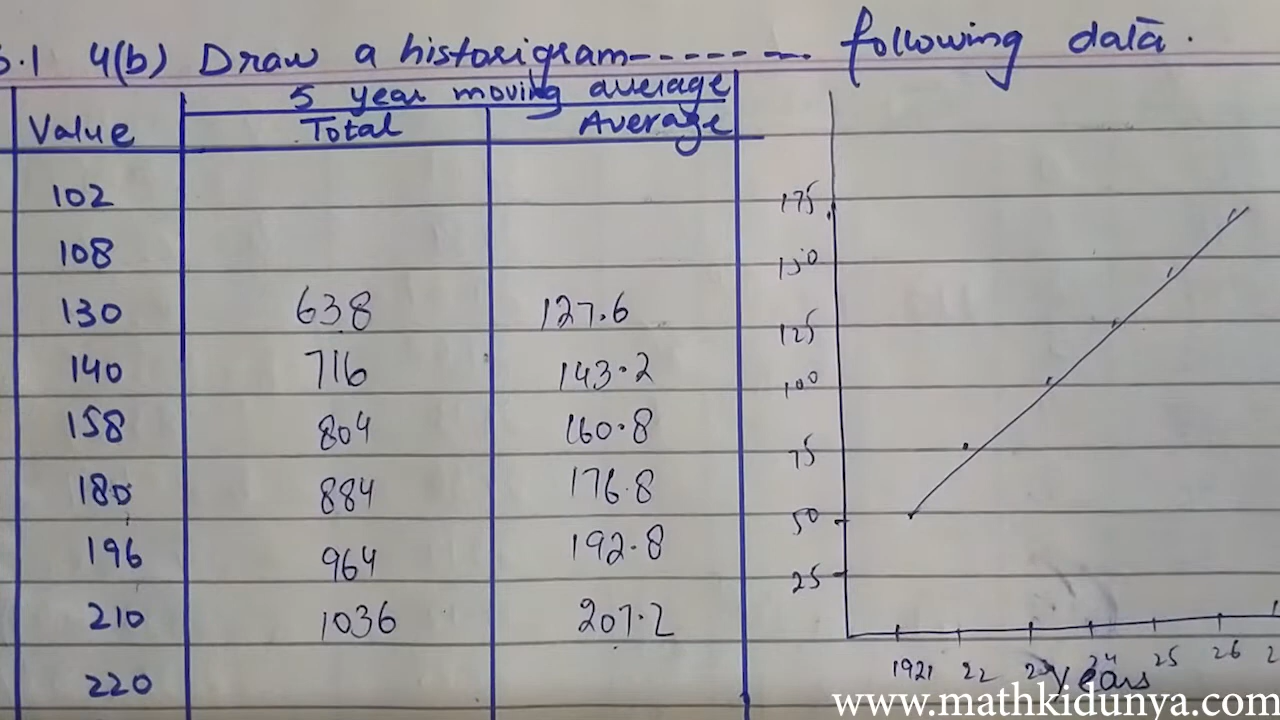 .1 4(b) Draw a historigram------- following data.
5 year moving average
Value Total Average
102
108
130 638 127.6
140 716 143.2
158 804 160.8
180 884 176.8
196 964 192.8
210 1036 207.2
220
175
150
125
100
75
50
25
1921 22 23 24 25 26 2
Years
www.mathkidunya.com